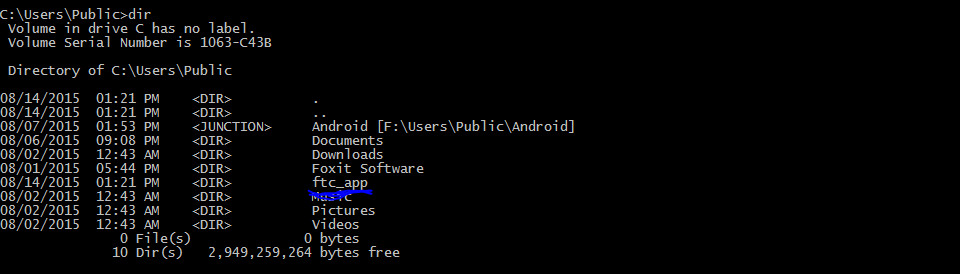 C:\Users\Public>dir
Volume in drive C has no label.
Volume Serial Number is 1063-C43B
Directory of C:\Users\Public
08/14/2015 01:21 PM <DIR> .
08/14/2015 01:21 PM <DIR> ..
08/07/2015 01:53 PM <JUNCTION> Android [F:\Users\Public\Android]
08/06/2015 09:08 PM <DIR> Documents
08/02/2015 12:43 AM <DIR> Downloads
08/01/2015 05:44 PM <DIR> Foxit Software
08/14/2015 01:21 PM <DIR> ftc_app
08/02/2015 12:43 AM <DIR> Music
08/02/2015 12:43 AM <DIR> Pictures
08/02/2015 12:43 AM <DIR> Videos
0 File(s) 0 bytes
10 Dir(s) 2,949,259,264 bytes free